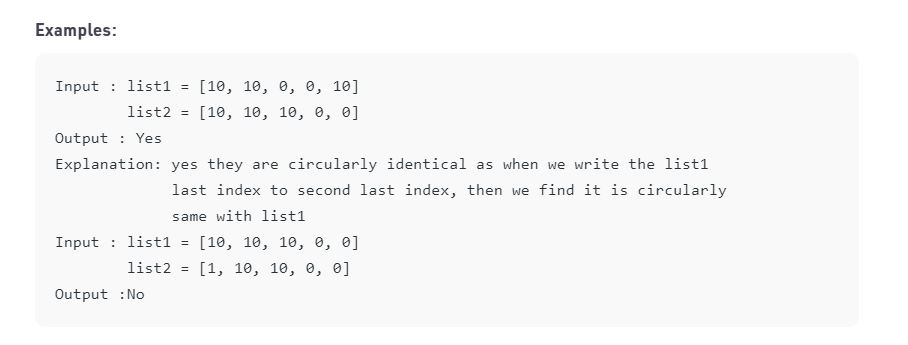 Examples:
Input : list1 = [10, 10, 0, 0, 10]
list2 = [10, 10, 10, 0, 0]
Output : Yes
Explanation: yes they are circularly identical as when we write the list1
last index to second last index, then we find it is circularly
same with list1
Input : list1 = [10, 10, 10, 0, 0]
list2 = [1, 10, 10, 0, 0]
Output :No